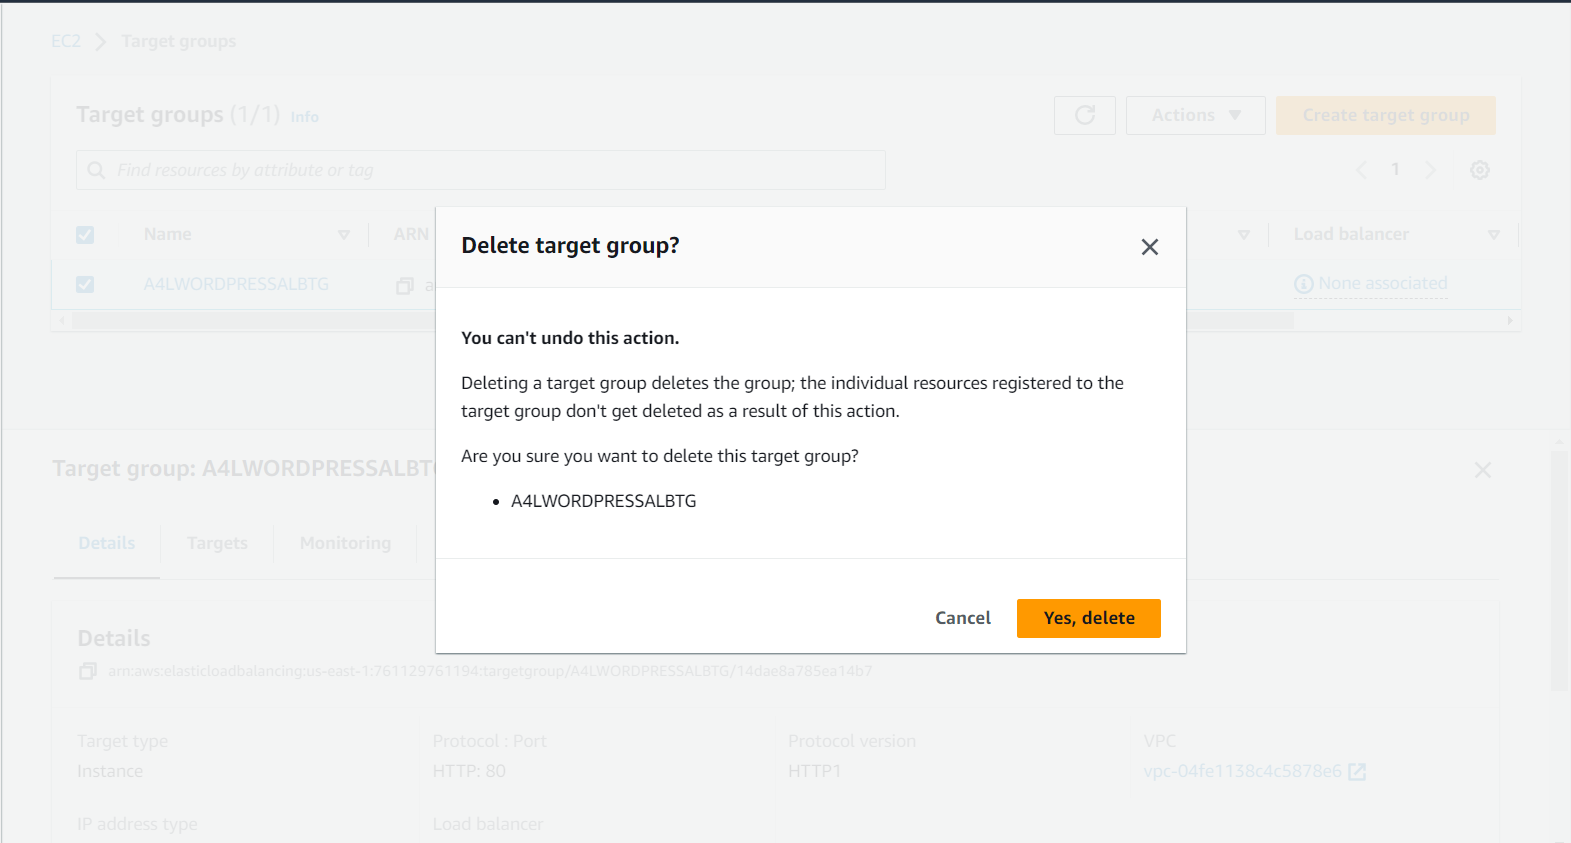 EC2 Target groups
Target groups (1/1) Info
Actions
Create target group
Find resources by attribute or tag
1
Name
ARN
Load balancer
A4LWORDPRESSALBTG
a
None associated
Delete target group?
You can't undo this action.
Deleting a target group deletes the group; the individual resources registered to the
target group don't get deleted as a result of this action.
Are you sure you want to delete this target group?
• A4LWORDPRESSALBTG
Cancel
Yes, delete
Target group: A4LWORDPRESSALBTG
Details
Targets
Monitoring
Details
arn:aws:elasticloadbalancing:us-east-1:761129761194:targetgroup/A4LWORDPRESSALBTG/14dae8a785ea14b7
Target type
Protocol : Port
Protocol version
VPC
Instance
HTTP: 80
HTTP1
vpc-04fe1138c4c5878e6
IP address type
Load balancer